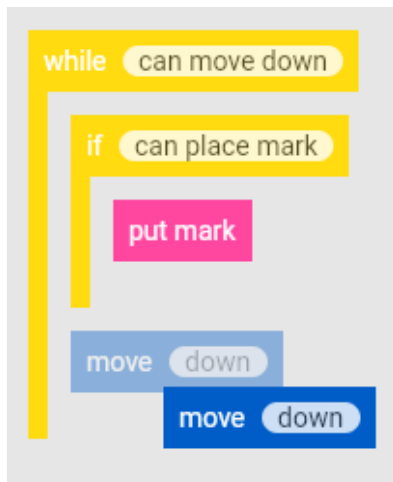 while can move down
if can place mark
put mark
move down
move down